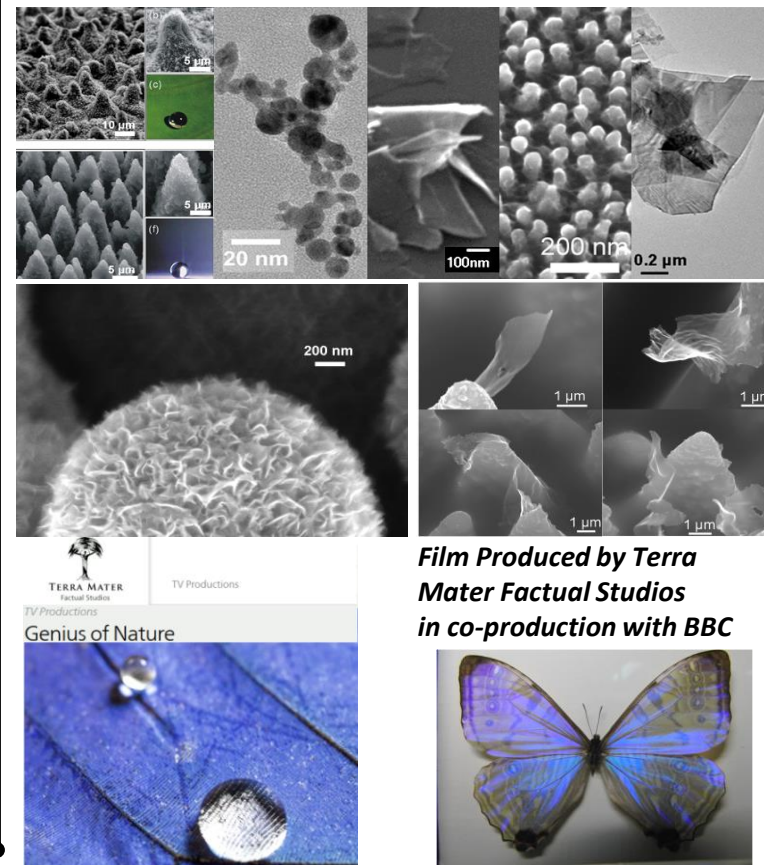 (b)
5 µm
10 µm
(c)
5 µm
5 µm
(f)
20 nm
100nm
200 nm
0.2 µm
200 nm
1 µm
1 µm
1 µm
1 µm
TERRA MATER
Factual Studios
TV Productions
TV Productions
Genius of Nature
Film Produced by Terra
Mater Factual Studios
in co-production with BBC